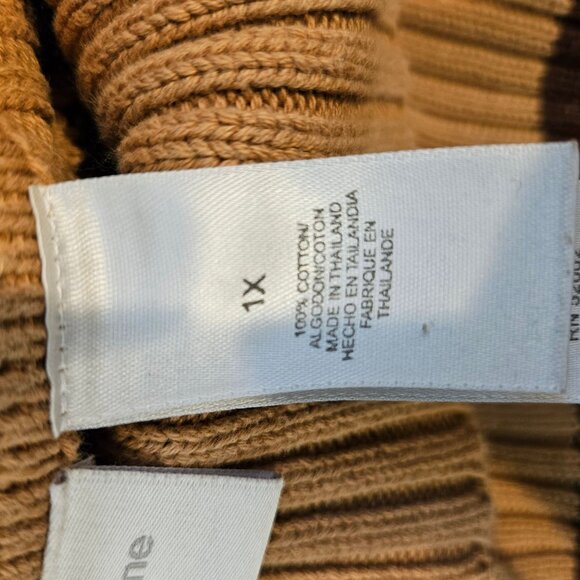 1X
100% COTTON/
ALGODON/COTON
MADE IN THAILAND
HECHO EN TAILANDIA
FABRIQUE EN
THAILANDE